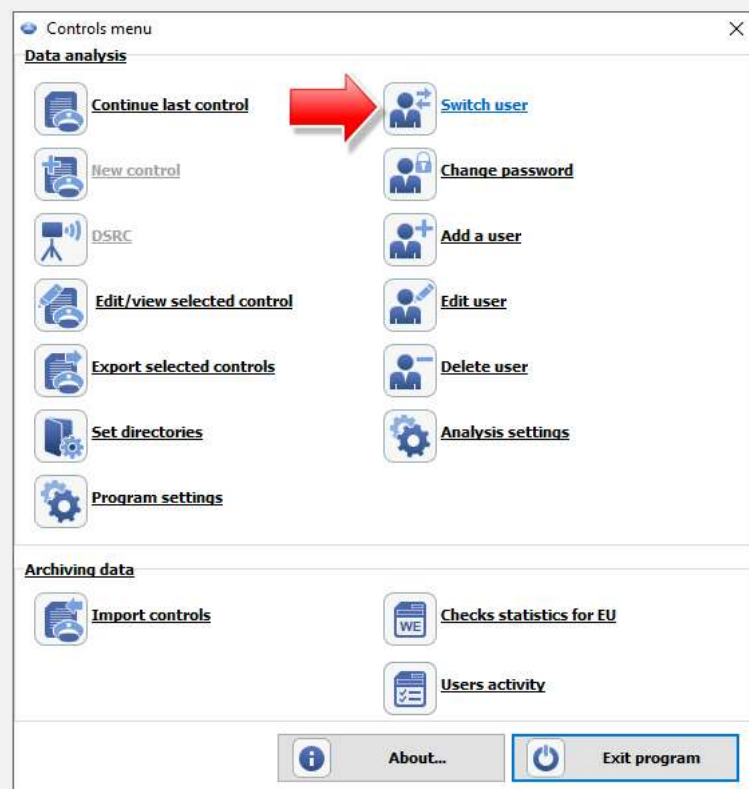 Controls menu
Data analysis
Continue last control
Switch user
New control
Change password
DSRC
Add a user
Edit/view selected control
Edit user
Export selected controls
Delete user
Set directories
Analysis settings
Program settings
Archiving data
Import controls
WE
Checks statistics for EU
Users activity
About...
Exit program